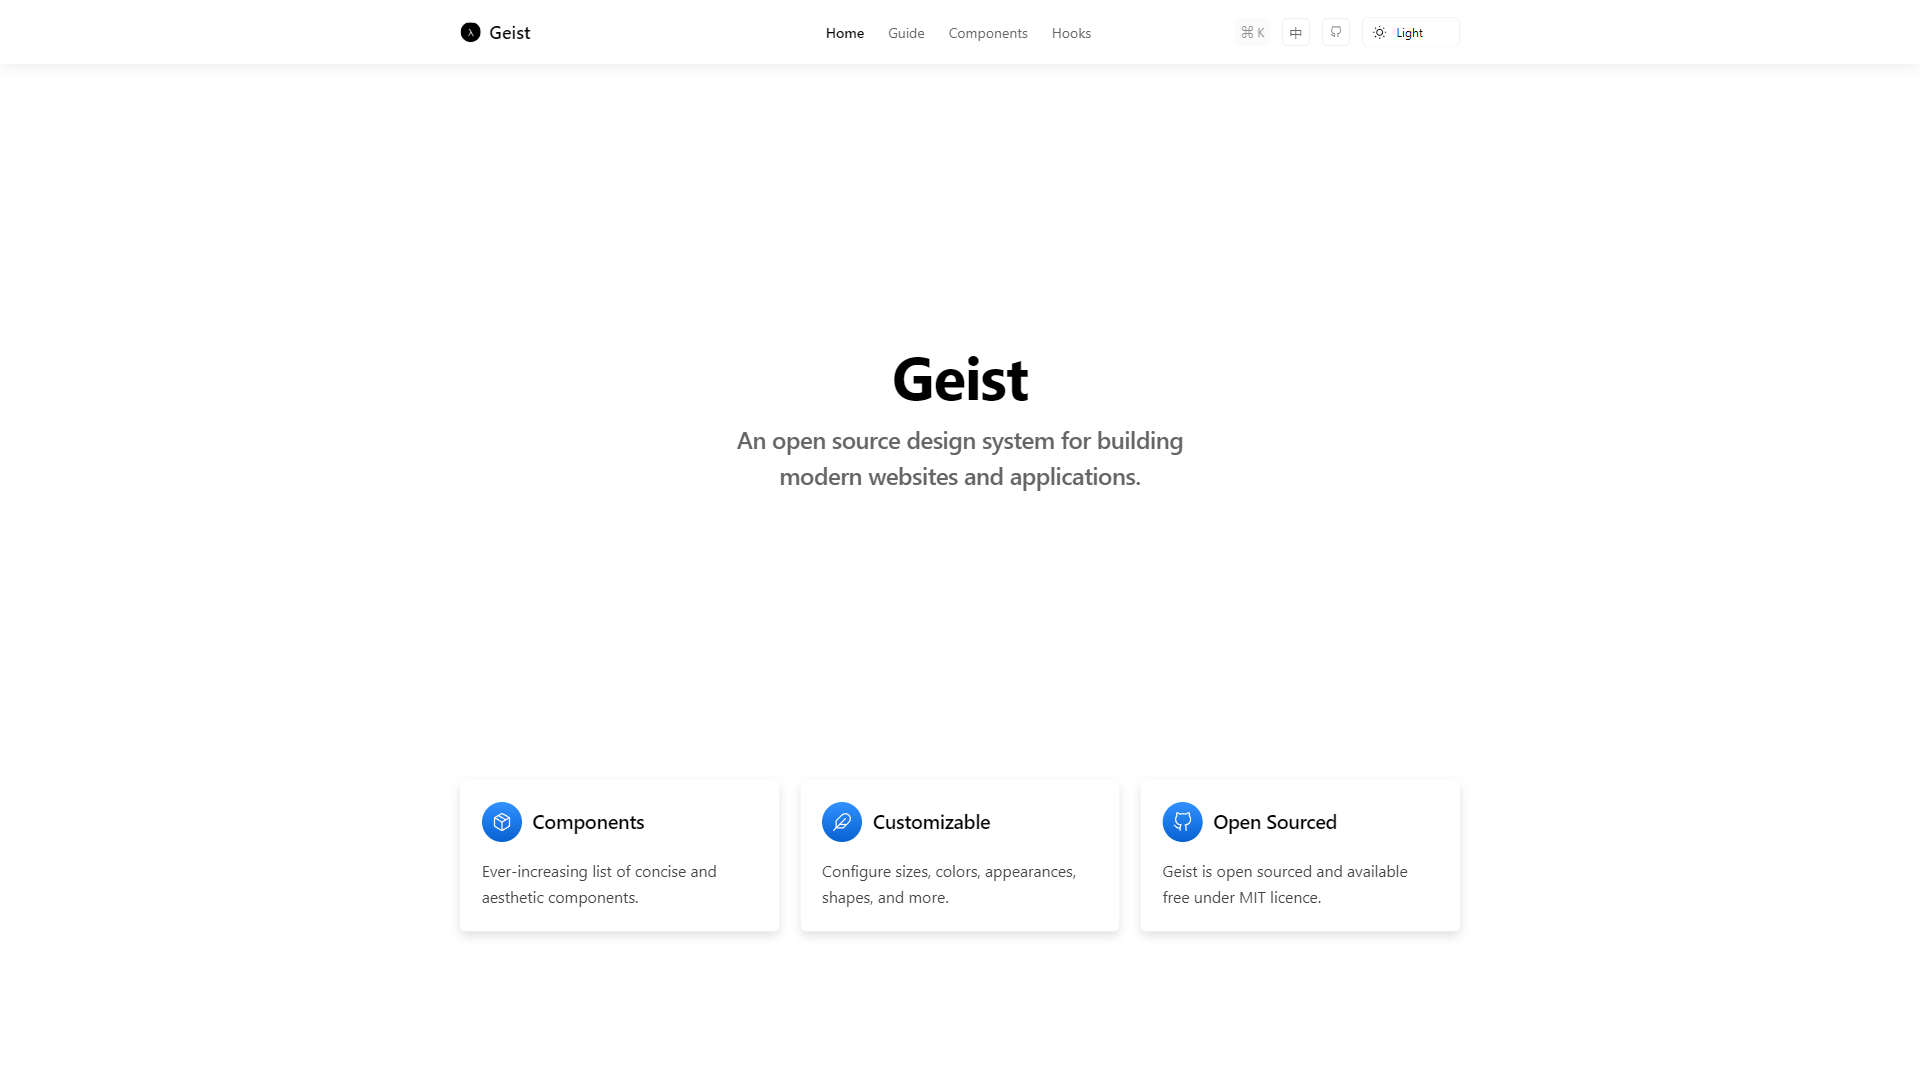 λ Geist
Home Guide Components Hooks
⌘ K 中 Light
Geist
An open source design system for building
modern websites and applications.
Components
Ever-increasing list of concise and
aesthetic components.
Customizable
Configure sizes, colors, appearances,
shapes, and more.
Open Sourced
Geist is open sourced and available
free under MIT licence.